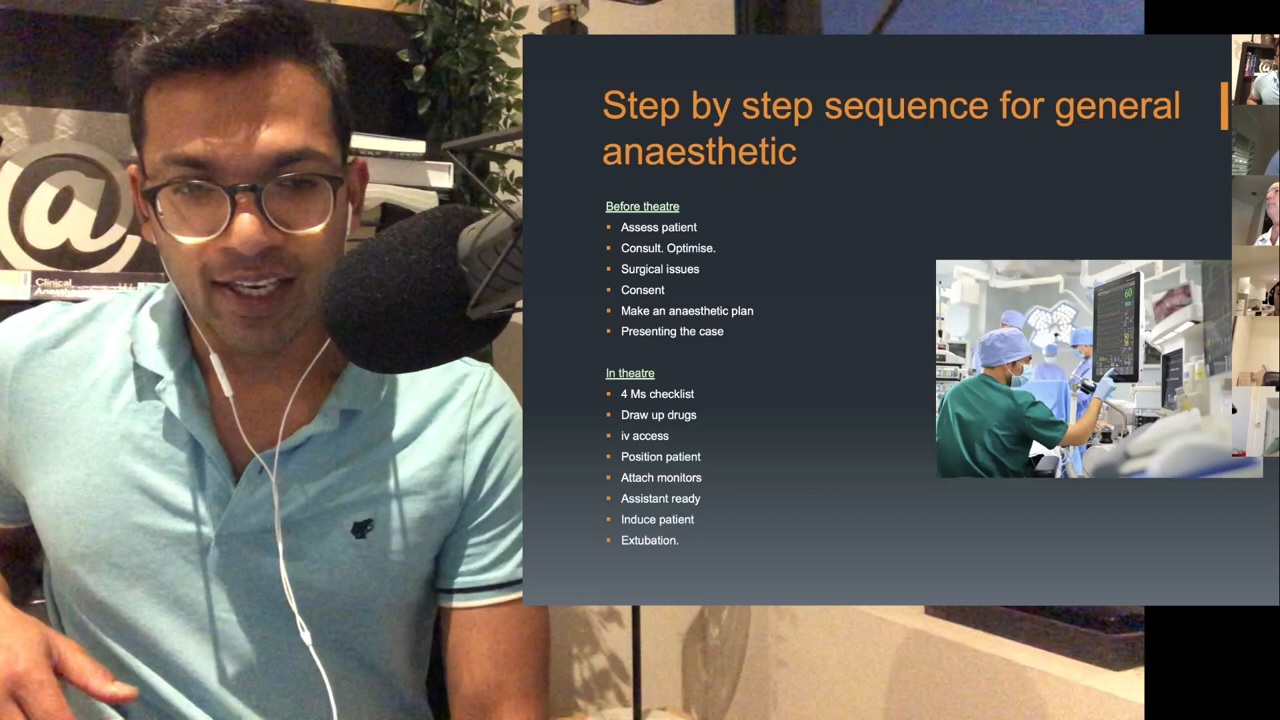 @
Clinical
Step by step sequence for general
anaesthetic
Before theatre
Assess patient
Consult. Optimise.
Surgical issues
Consent
Make an anaesthetic plan
Presenting the case
In theatre
4 Ms checklist
Draw up drugs
iv access
Position patient
Attach monitors
Assistant ready
Induce patient
Extubation.
60